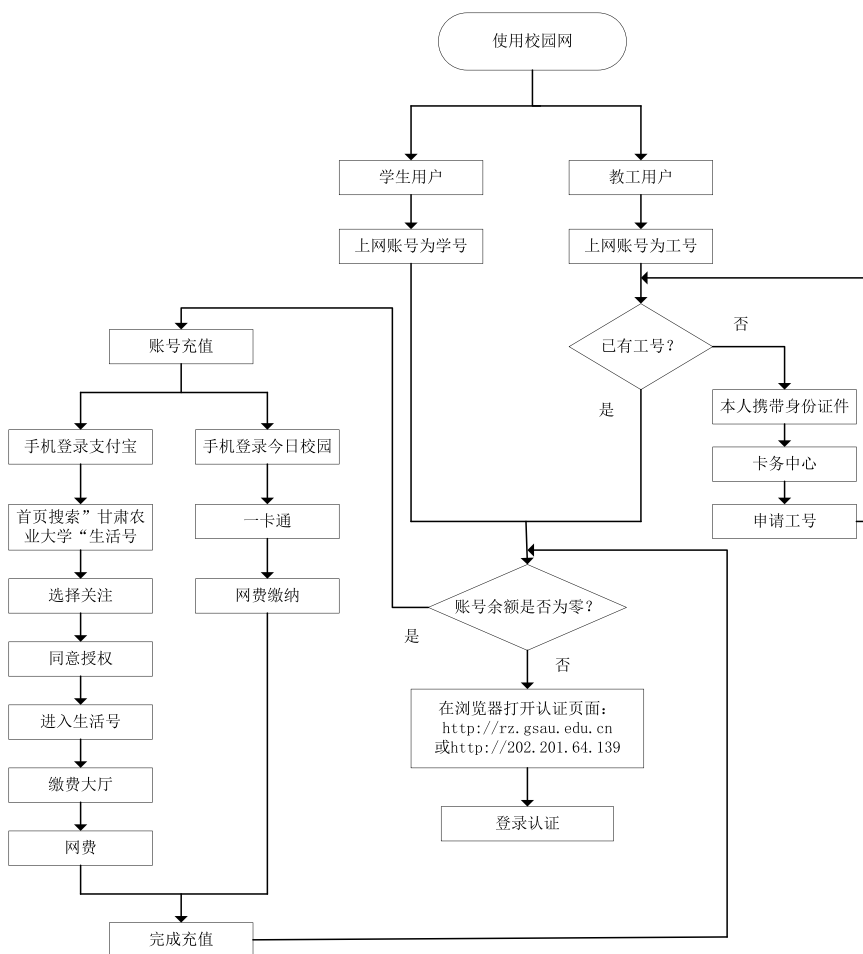 使用校园网
学生用户
教工用户
上网账号为学号
上网账号为工号
否
已有工号？
账号充值
是
本人携带身份证件
手机登录支付宝
手机登录今日校园
卡务中心
首页搜索”甘肃农
业大学“生活号
一卡通
申请工号
选择关注
网费缴纳
账号余额是否为零？
是
同意授权
否
进入生活号
在浏览器打开认证页面：
http://rz.gsau.edu.cn
或http://202.201.64.139
缴费大厅
登录认证
网费
完成充值